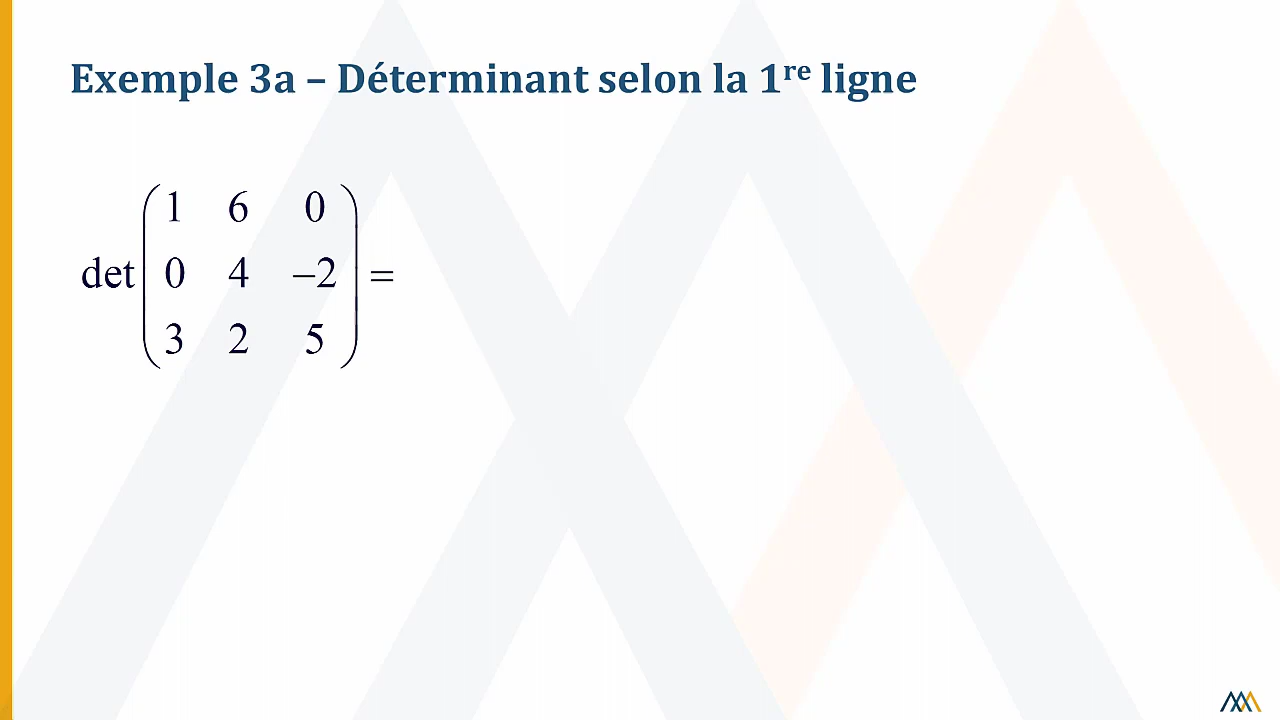 Exemple 3a – Déterminant selon la 1re ligne
1 6 0
det 0 4 −2 =
3 2 5